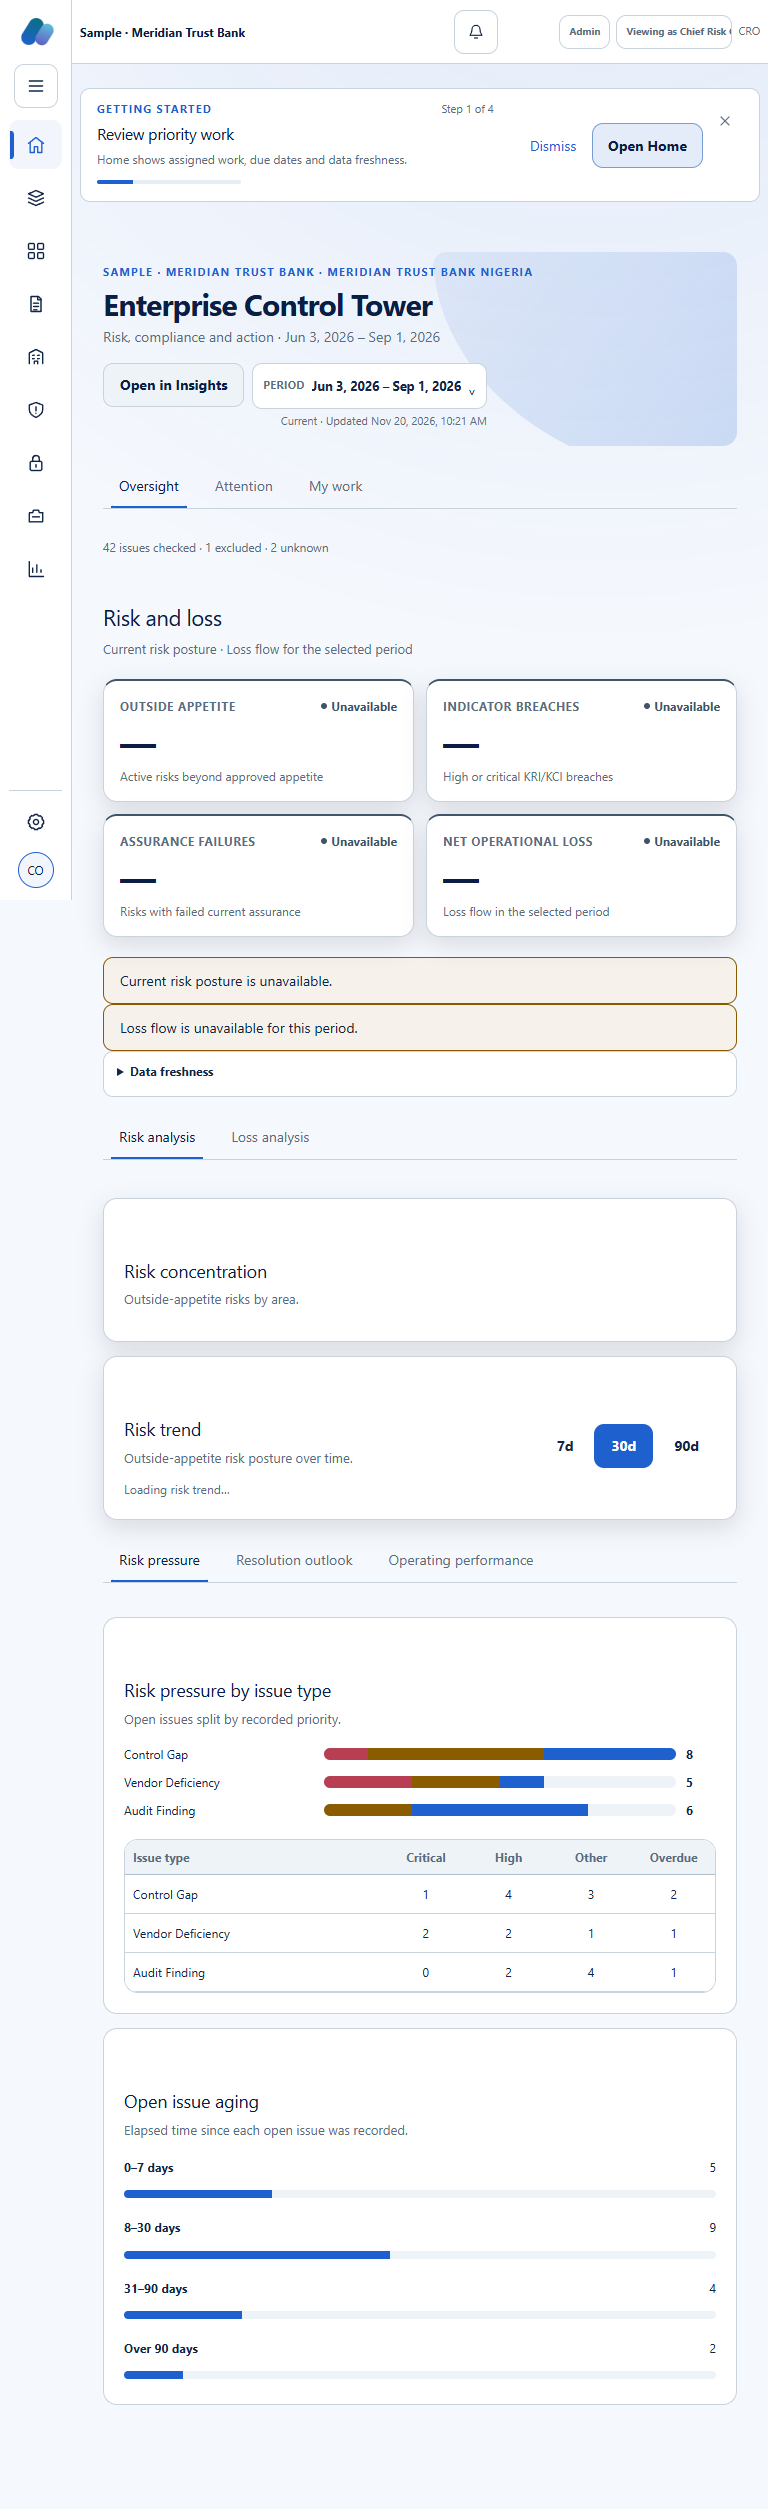 Sample · Meridian Trust Bank
Admin
Viewing as Chief Risk
CRO
GETTING STARTED
Step 1 of 4
Review priority work
Home shows assigned work, due dates and data freshness.
Dismiss
Open Home
SAMPLE · MERIDIAN TRUST BANK · MERIDIAN TRUST BANK NIGERIA
Enterprise Control Tower
Risk, compliance and action · Jun 3, 2026 – Sep 1, 2026
Open in Insights
PERIOD Jun 3, 2026 – Sep 1, 2026
Current · Updated Nov 20, 2026, 10:21 AM
Oversight Attention My work
42 issues checked · 1 excluded · 2 unknown
Risk and loss
Current risk posture · Loss flow for the selected period
OUTSIDE APPETITE
Unavailable
—
Active risks beyond approved appetite
INDICATOR BREACHES
Unavailable
—
High or critical KRI/KCI breaches
ASSURANCE FAILURES
Unavailable
—
Risks with failed current assurance
NET OPERATIONAL LOSS
Unavailable
—
Loss flow in the selected period
CO
Current risk posture is unavailable.
Loss flow is unavailable for this period.
Data freshness
Risk analysis Loss analysis
Risk concentration
Outside-appetite risks by area.
Risk trend
Outside-appetite risk posture over time.
7d 30d 90d
Loading risk trend...
Risk pressure Resolution outlook Operating performance
Risk pressure by issue type
Open issues split by recorded priority.
Control Gap 8
Vendor Deficiency 5
Audit Finding 6
Issue type Critical High Other Overdue
Control Gap 1 4 3 2
Vendor Deficiency 2 2 1 1
Audit Finding 0 2 4 1
Open issue aging
Elapsed time since each open issue was recorded.
0–7 days 5
8–30 days 9
31–90 days 4
Over 90 days 2